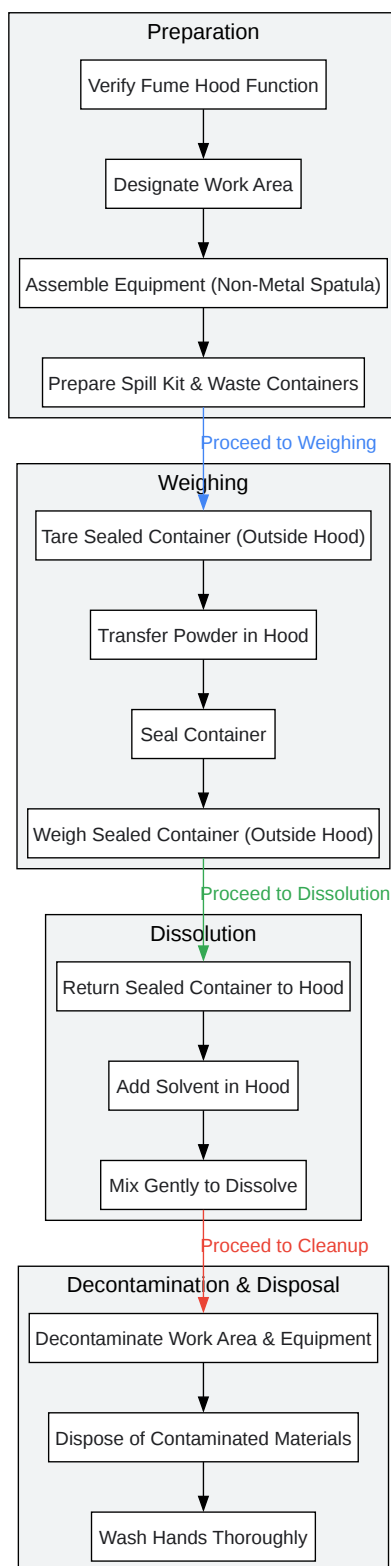 Preparation
Verify Fume Hood Function
Designate Work Area
Assemble Equipment (Non-Metal Spatula)
Prepare Spill Kit & Waste Containers
Proceed to Weighing
Weighing
Tare Sealed Container (Outside Hood)
Transfer Powder in Hood
Seal Container
Weigh Sealed Container (Outside Hood)
Proceed to Dissolution
Dissolution
Return Sealed Container to Hood
Add Solvent in Hood
Mix Gently to Dissolve
Proceed to Cleanup
Decontamination & Disposal
Decontaminate Work Area & Equipment
Dispose of Contaminated Materials
Wash Hands Thoroughly